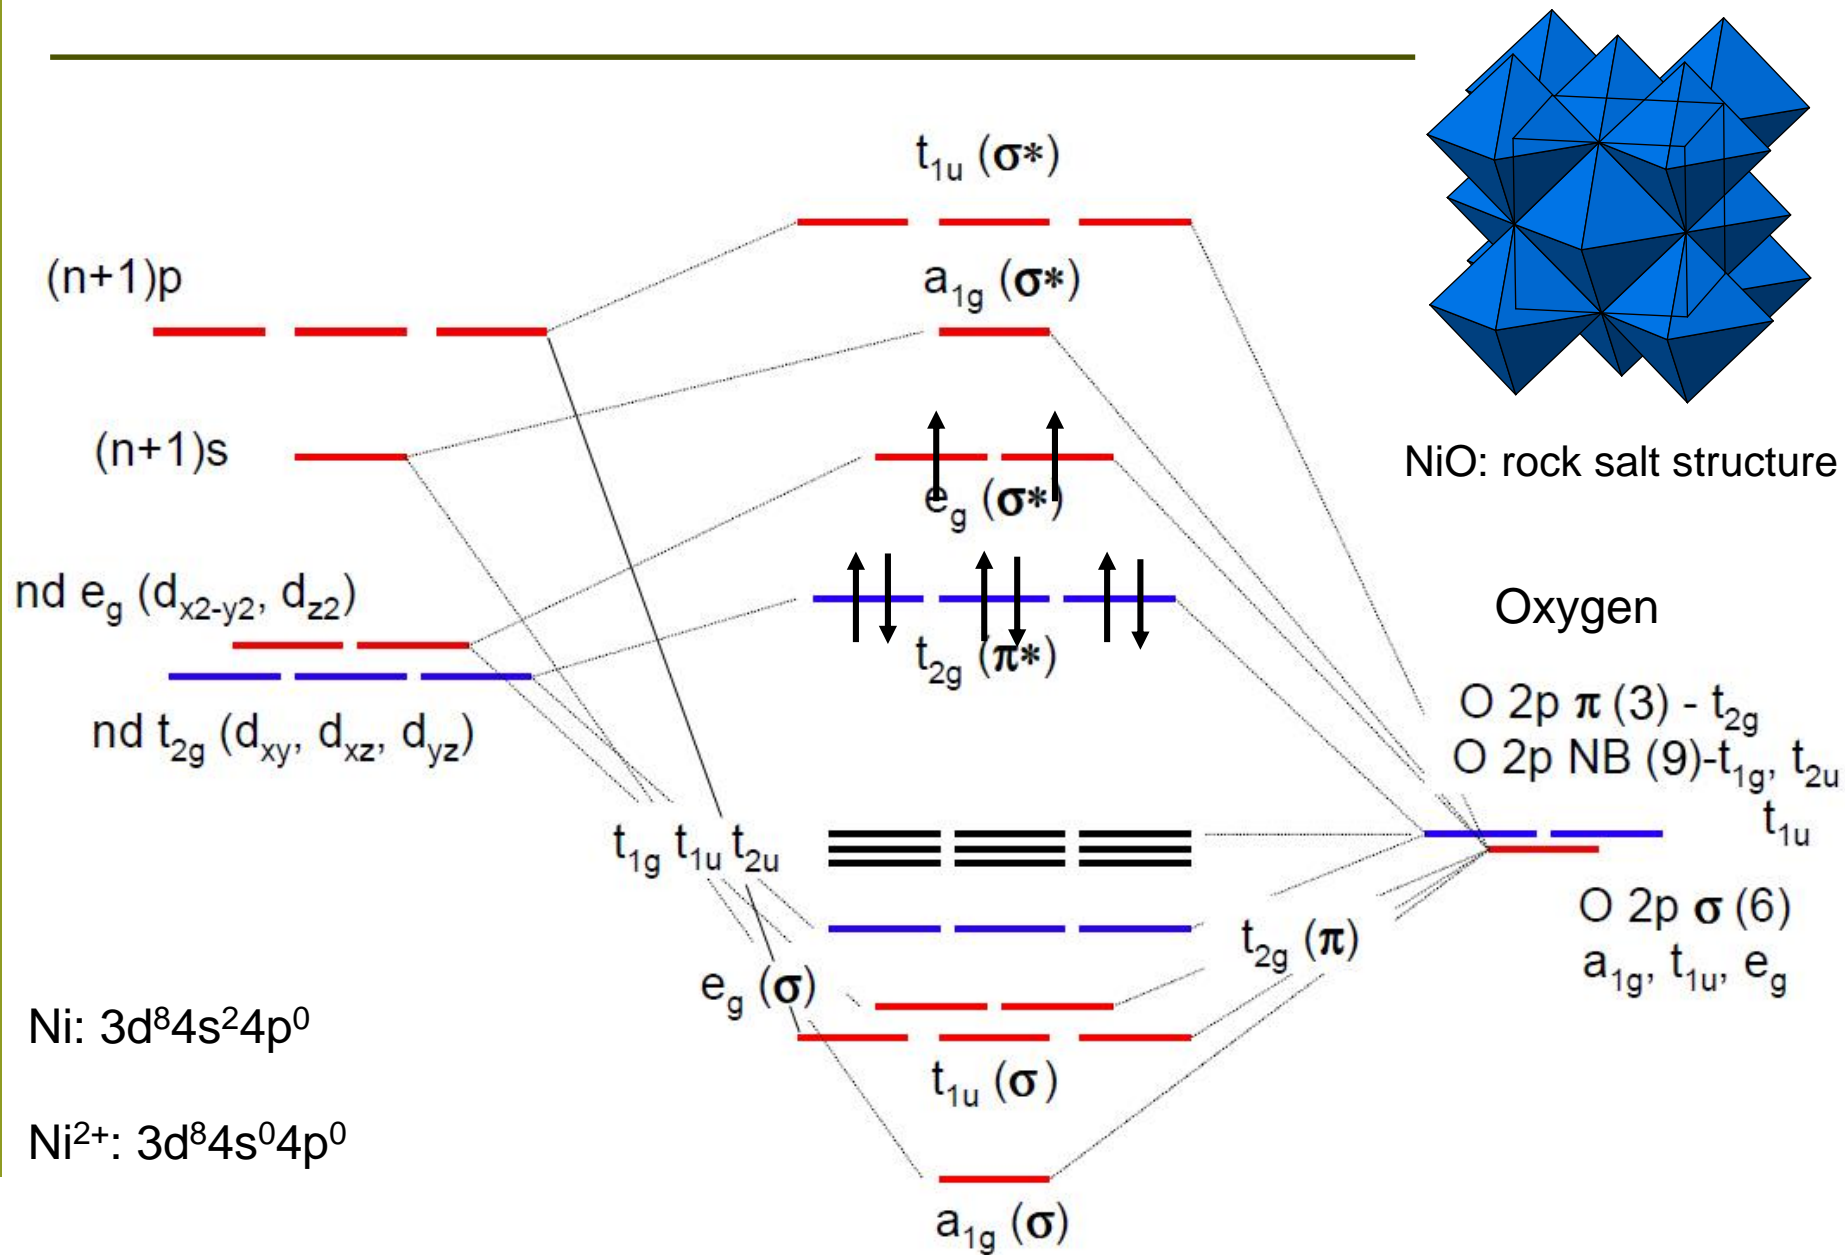 t₁ᵤ (σ*)
(n+1)p
a₁g (σ*)
(n+1)s
NiO: rock salt structure
eg (σ*)
nd eg (dx2-y2, dz2)
Oxygen
t2g (π*)
O 2p π (3) - t2g
nd t2g (dxy, dxz, dyz)
O 2p NB (9)-t1g, t2u
t1u
t1g t1u t2u
O 2p σ (6)
t2g (π)
a1g, t1u, eg
eg (σ)
Ni: 3d⁸4s²4p⁰
t1u (σ)
Ni²⁺: 3d⁸4s⁰4p⁰
a1g (σ)